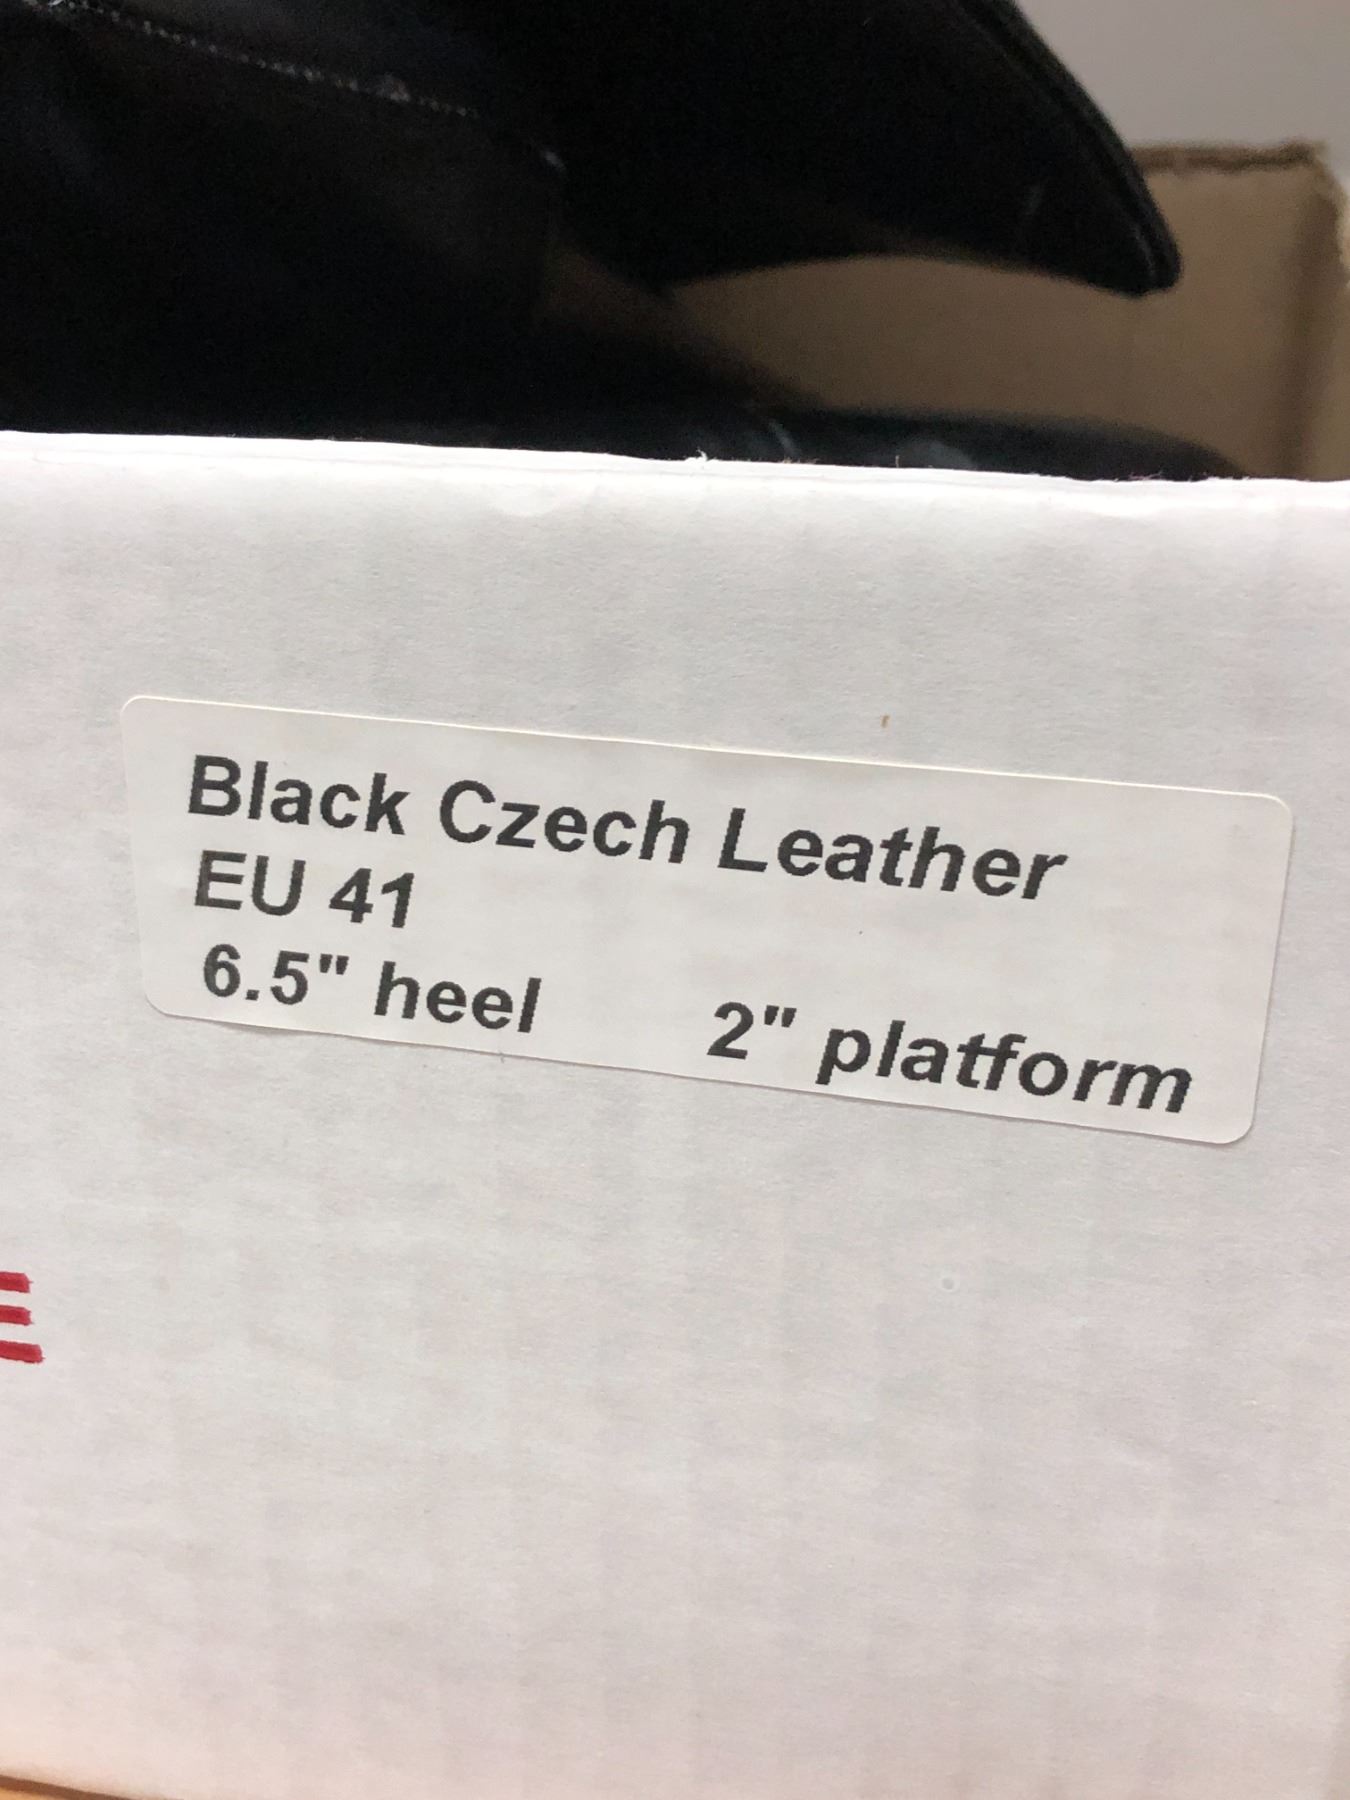 Black Czech Leather
EU 41
6.5" heel 2" platform
E